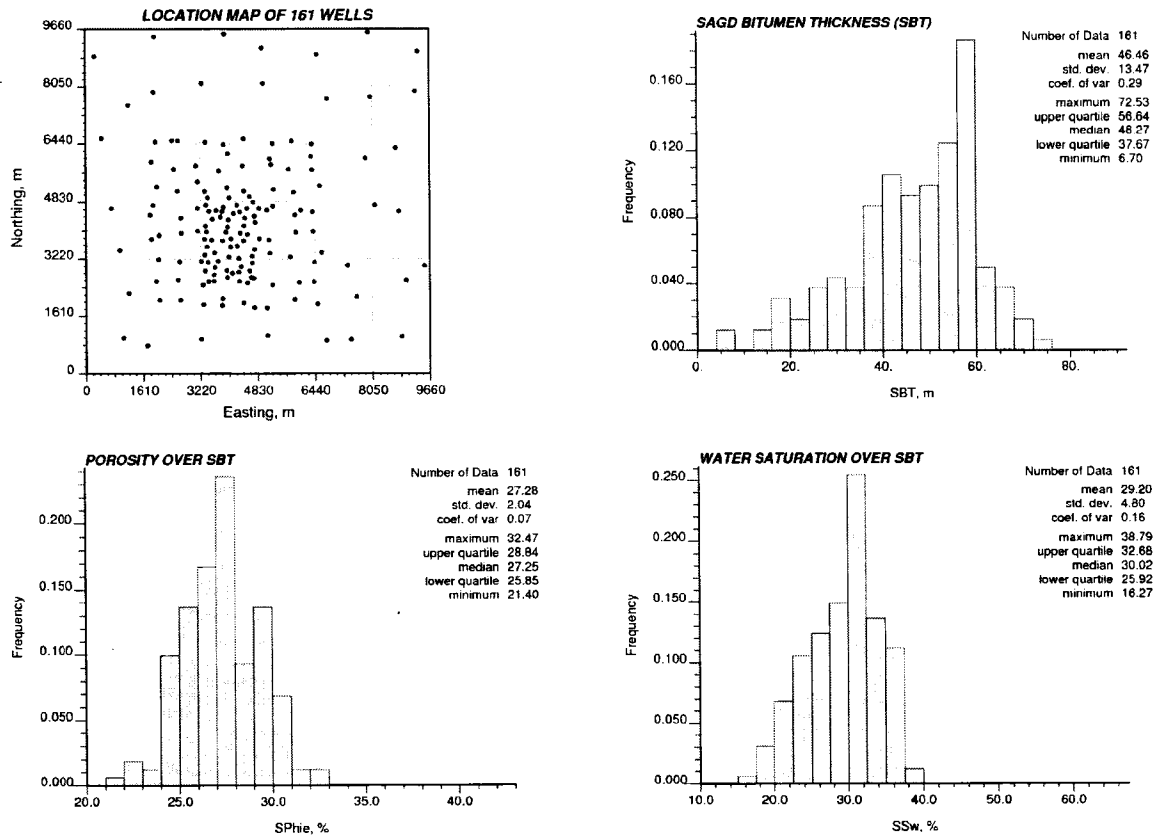 LOCATION MAP OF 161 WELLS
9660
8050
6440
4830
3220
1610
0
Northing, m
0 1610 3220 4830 6440 8050 9660
Easting, m
SAGD BITUMEN THICKNESS (SBT)
Number of Data 161
mean 46.46
std. dev. 13.47
coef. of var 0.29
maximum 72.53
upper quartile 56.64
median 48.27
lower quartile 37.67
minimum 6.70
0.160
0.120
0.080
0.040
0.000
Frequency
0. 20. 40. 60. 80.
SBT, m
POROSITY OVER SBT
Number of Data 161
mean 27.28
std. dev. 2.04
coef. of var 0.07
maximum 32.47
upper quartile 28.84
median 27.25
lower quartile 25.85
minimum 21.40
0.200
0.150
0.100
0.050
0.000
Frequency
20.0 25.0 30.0 35.0 40.0
SPhie, %
WATER SATURATION OVER SBT
Number of Data 161
mean 29.20
std. dev. 4.80
coef. of var 0.16
maximum 38.79
upper quartile 32.68
median 30.02
lower quartile 25.92
minimum 16.27
0.250
0.200
0.150
0.100
0.050
0.000
Frequency
10.0 20.0 30.0 40.0 50.0 60.0
SSw, %